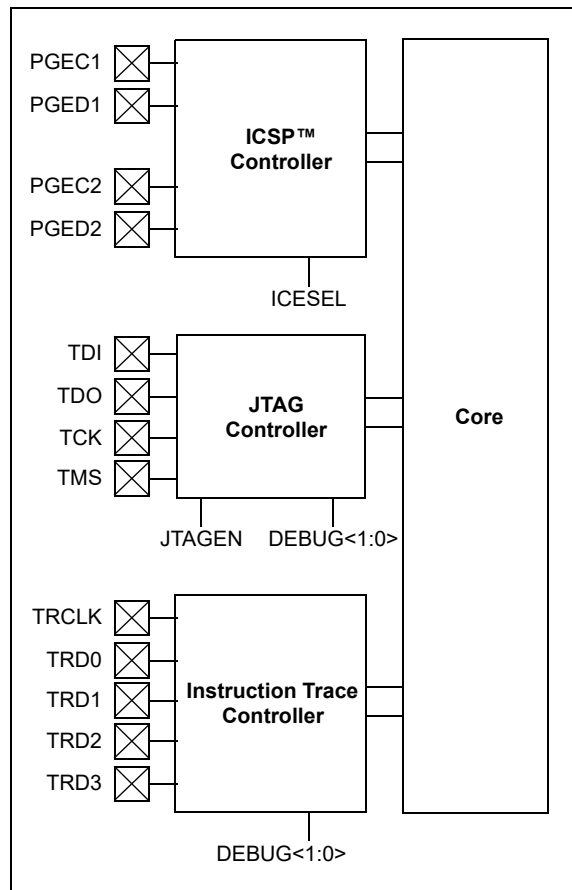 PGEC1
PGED1
ICSP™
Controller
PGEC2
PGED2
ICESEL
TDI
TDO
JTAG
Controller
TCK
TMS
JTAGEN
DEBUG<1:0>
Core
TRCLK
TRD0
TRD1
Instruction Trace
Controller
TRD2
TRD3
DEBUG<1:0>